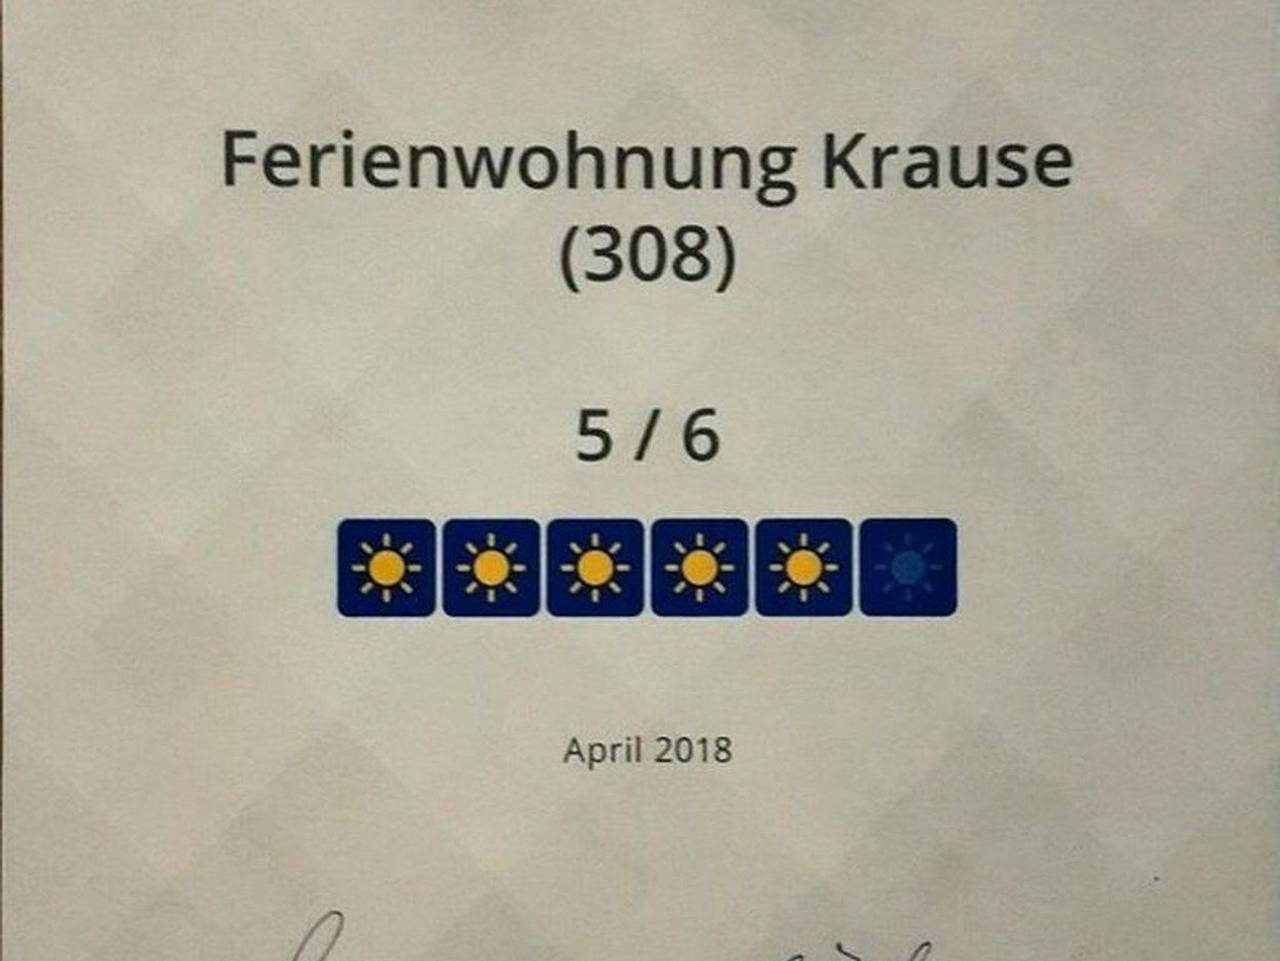 Ferienwohnung Krause
(308)
5 / 6
April 2018